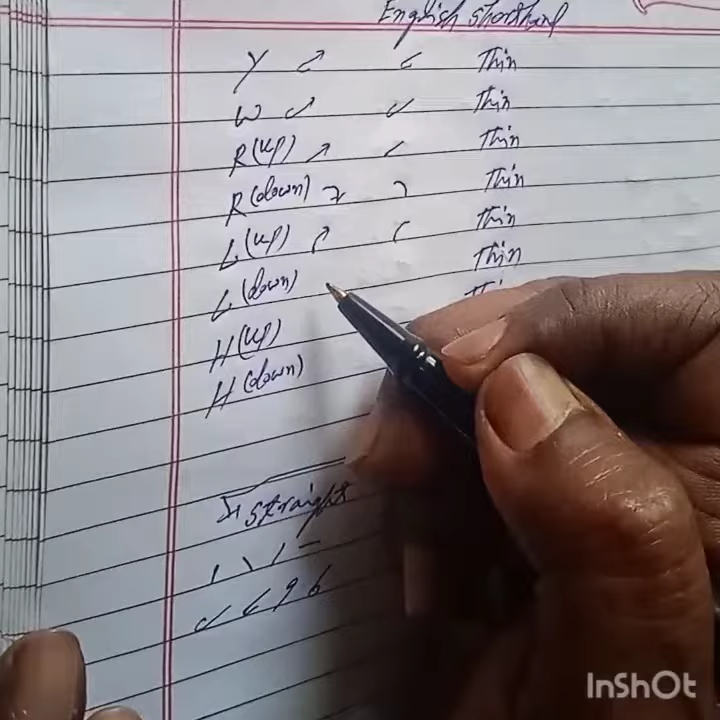 English shorthand
Y Thin
W Thin
R (up) Thin
R (down) Thin
L (up) Thin
L (down) Thin
H (up)
H (down)
straight
InShOt